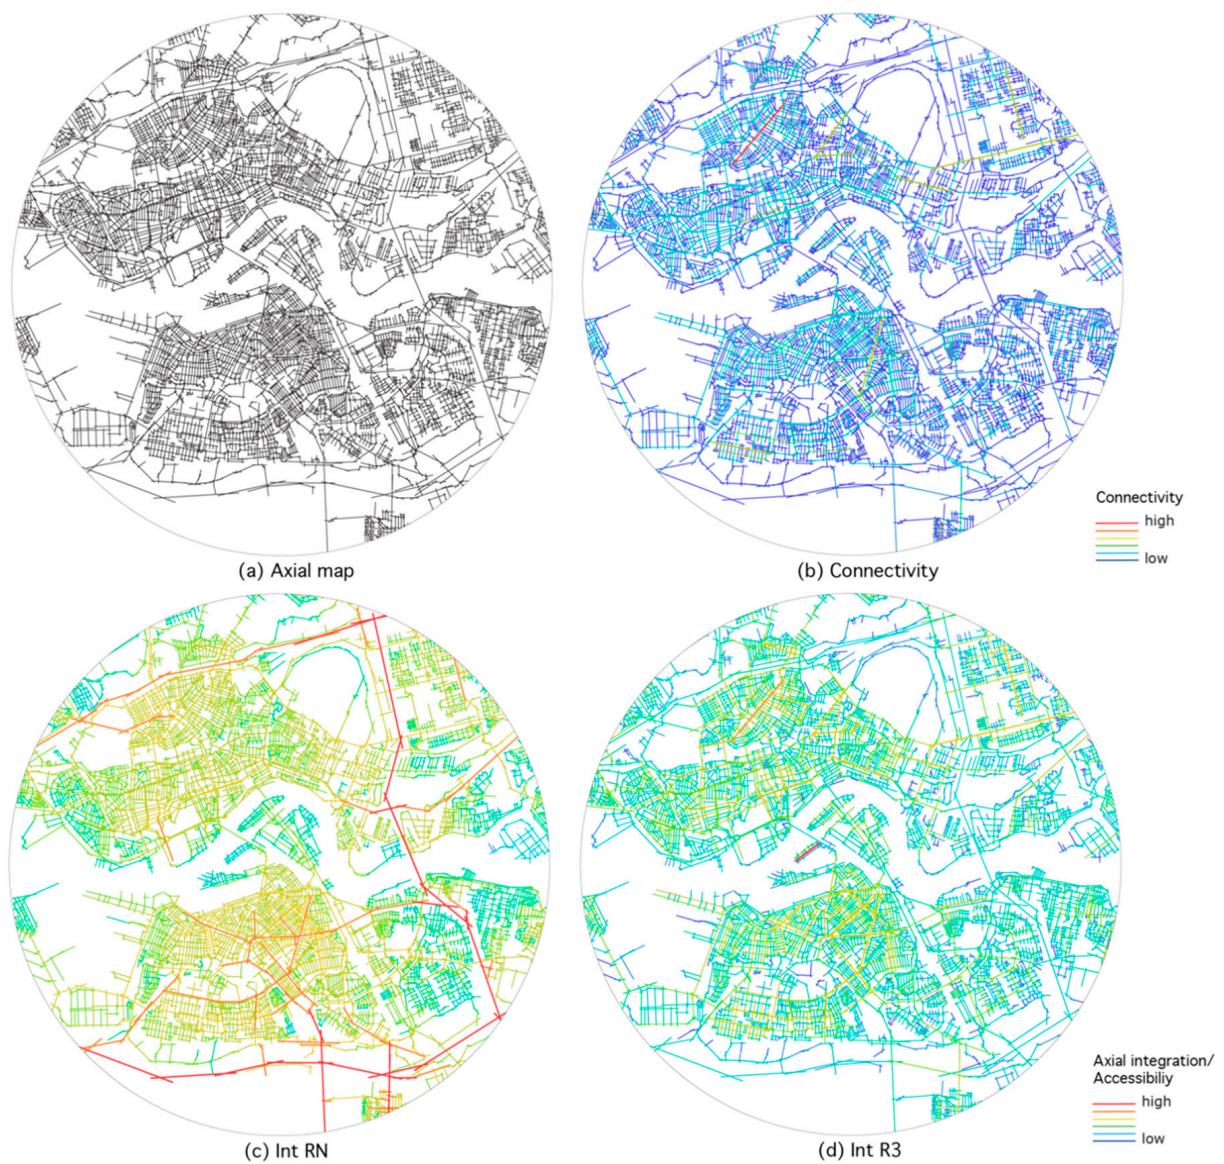 Connectivity
high
low
(a) Axial map
(b) Connectivity
Axial integration/
Accessibiliy
high
low
(c) Int RN
(d) Int R3